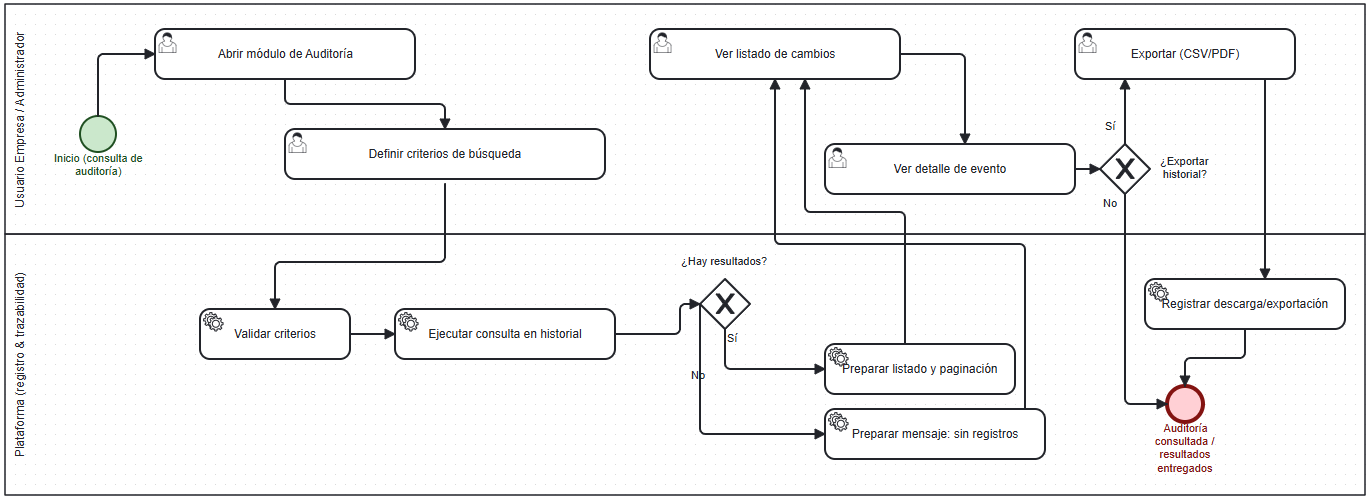 Usuario Empresa / Administrador
Inicio (consulta de
auditoría)
Abrir módulo de Auditoría
Definir criterios de búsqueda
Ver listado de cambios
Ver detalle de evento
¿Exportar
historial?
Sí
No
Exportar (CSV/PDF)
Plataforma (registro & trazabilidad)
Validar criterios
Ejecutar consulta en historial
¿Hay resultados?
Sí
No
Preparar listado y paginación
Preparar mensaje: sin registros
Registrar descarga/exportación
Auditoría
consultada /
resultados
entregados